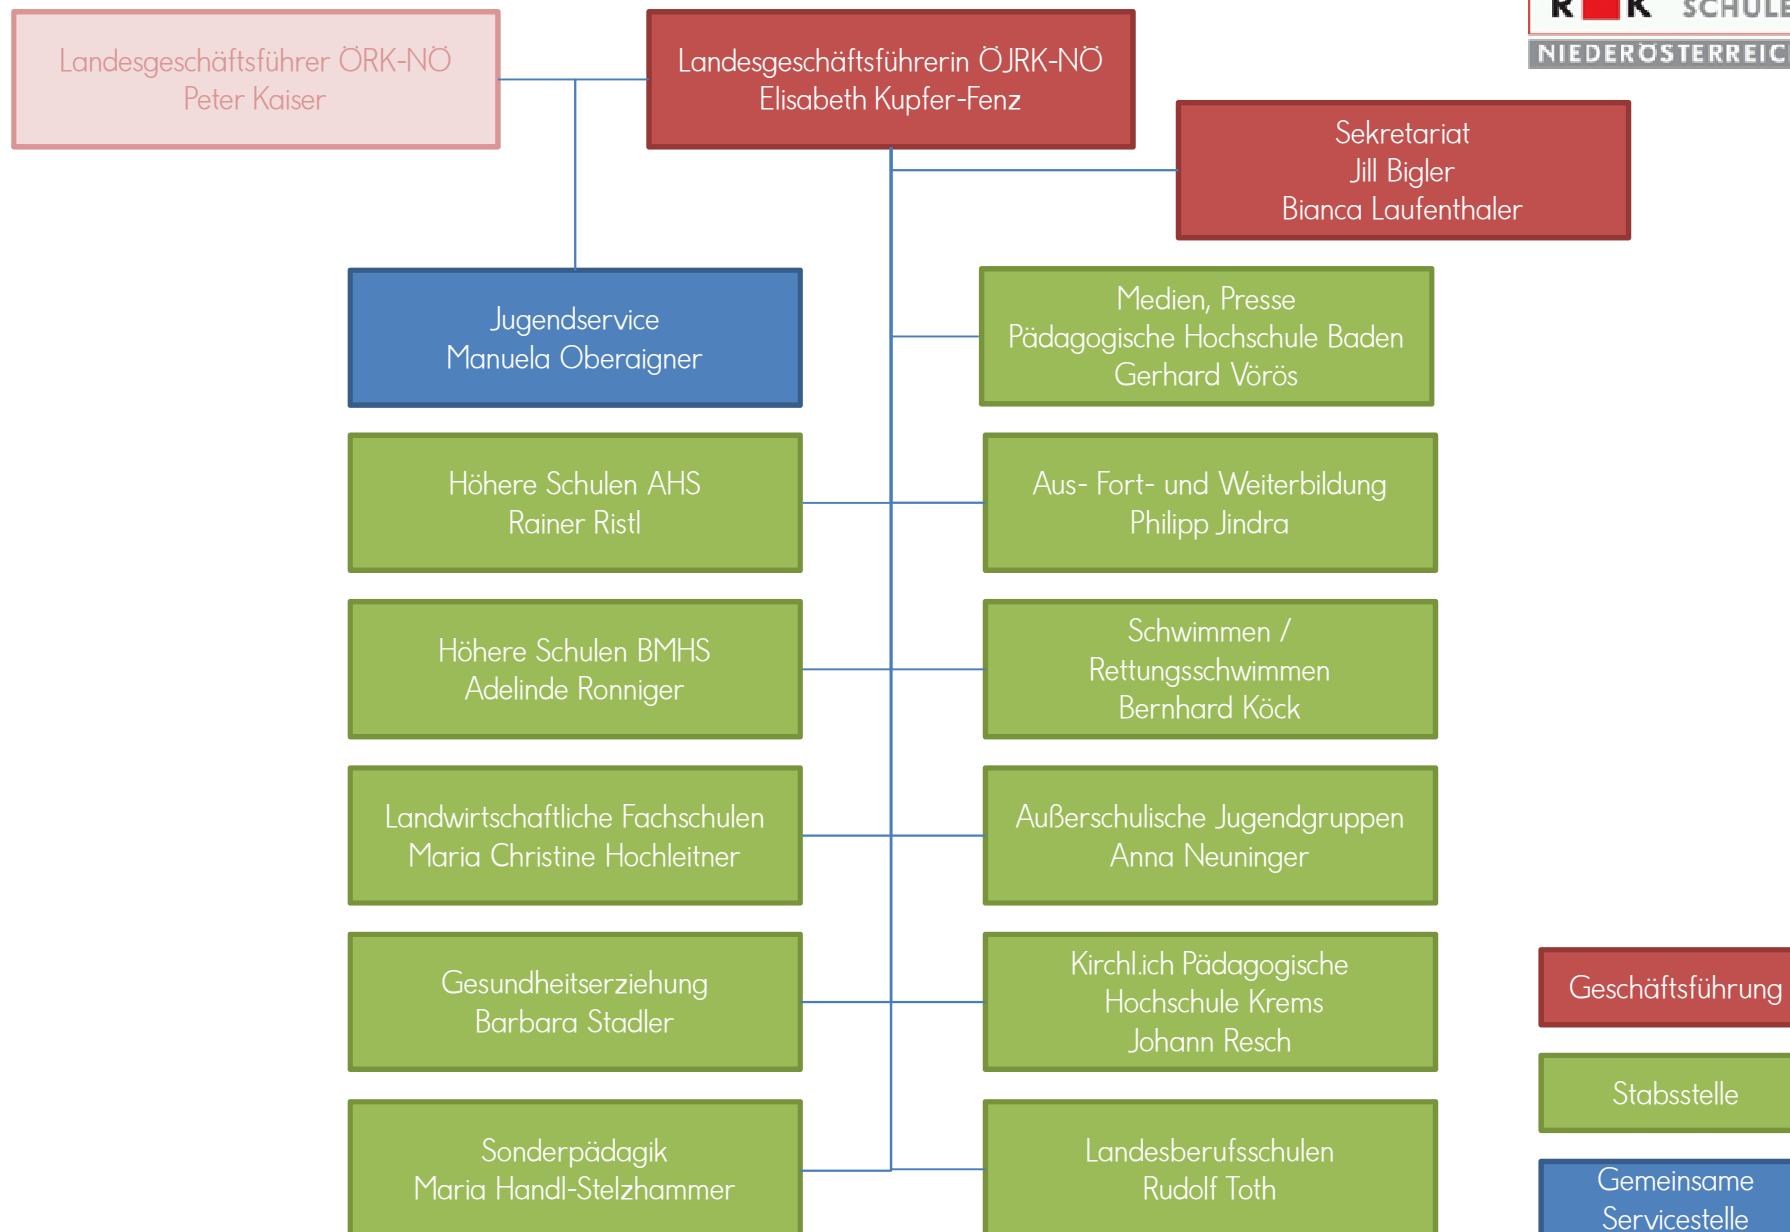 Landesgeschäftsführer ÖRK-NÖ
Peter Kaiser
Landesgeschäftsführerin ÖJRK-NÖ
Elisabeth Kupfer-Fenz
R K SCHULE
NIEDERÖSTERREICH
Sekretariat
Jill Bigler
Bianca Laufenthaler
Jugendservice
Manuela Oberaigner
Medien, Presse
Pädagogische Hochschule Baden
Gerhard Vörös
Höhere Schulen AHS
Rainer Ristl
Aus- Fort- und Weiterbildung
Philipp Jindra
Höhere Schulen BMHS
Adelinde Ronniger
Schwimmen /
Rettungsschwimmen
Bernhard Köck
Landwirtschaftliche Fachschulen
Maria Christine Hochleitner
Außerschulische Jugendgruppen
Anna Neuninger
Gesundheitserziehung
Barbara Stadler
Kirchl.ich Pädagogische
Hochschule Krems
Johann Resch
Sonderpädagik
Maria Handl-Stelzhammer
Landesberufsschulen
Rudolf Toth
Geschäftsführung
Stabsstelle
Gemeinsame
Servicestelle